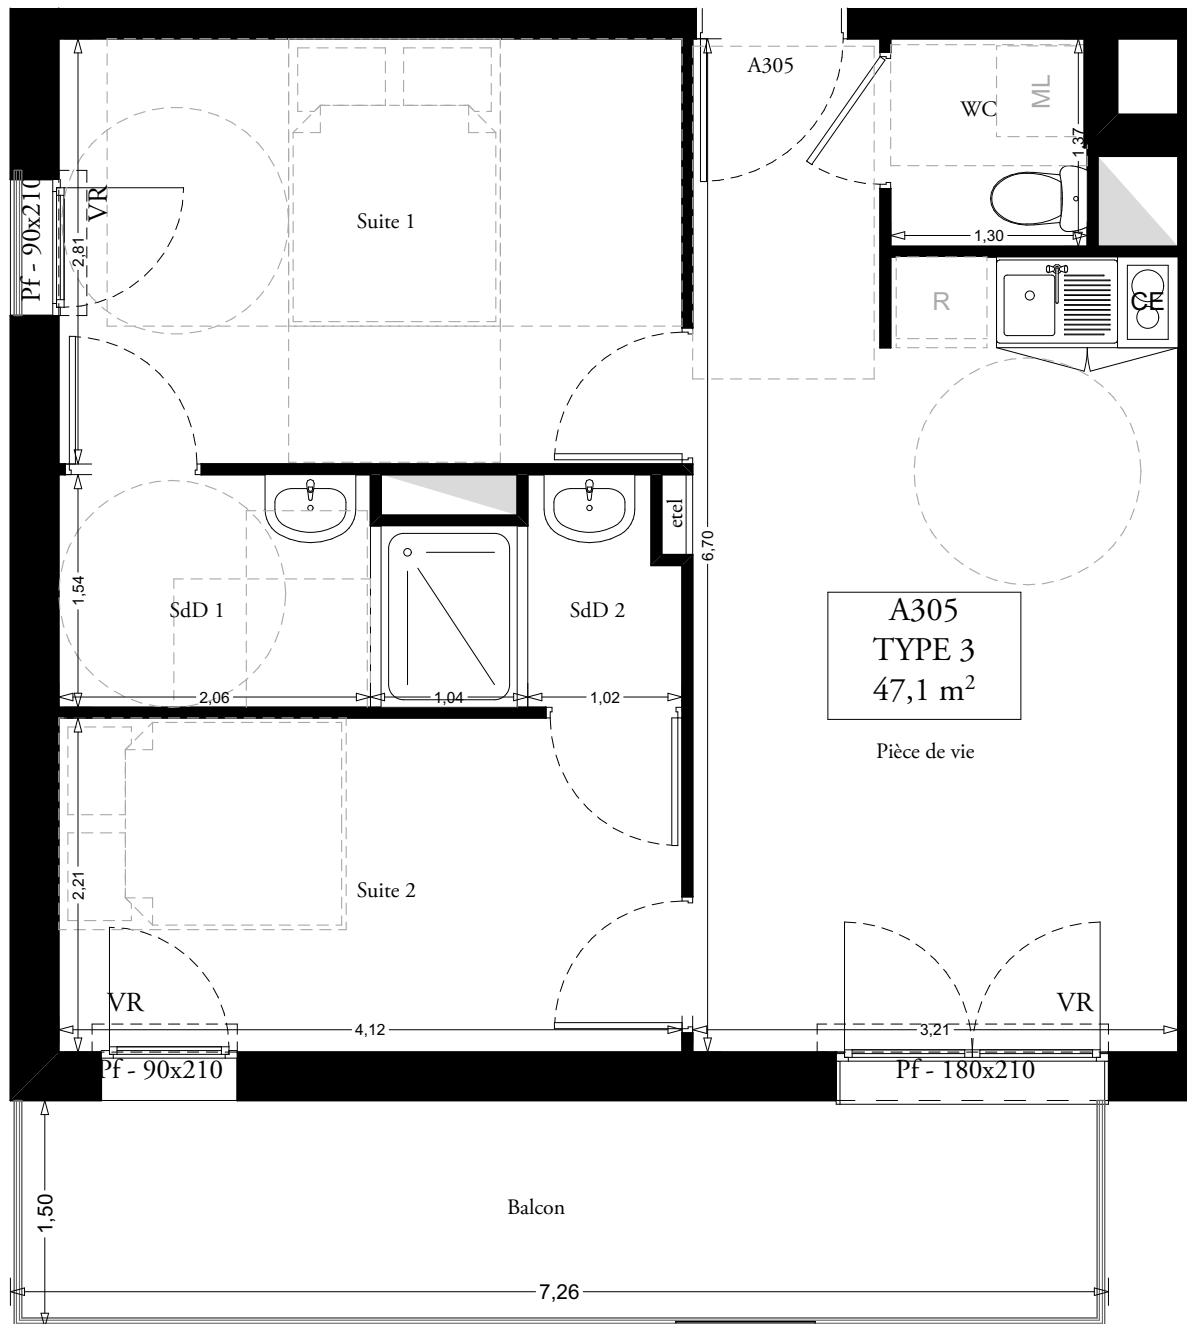 A305
WC
ML
1,37
1,30
Pf - 90x210
VR
2,81
Suite 1
R
CE
etel
6,70
1,54
SdD 1
SdD 2
2,06
1,04
1,02
A305
TYPE 3
47,1 m²
Pièce de vie
2,21
Suite 2
VR
4,12
VR
3,21
Pf - 90x210
Pf - 180x210
1,50
Balcon
7,26